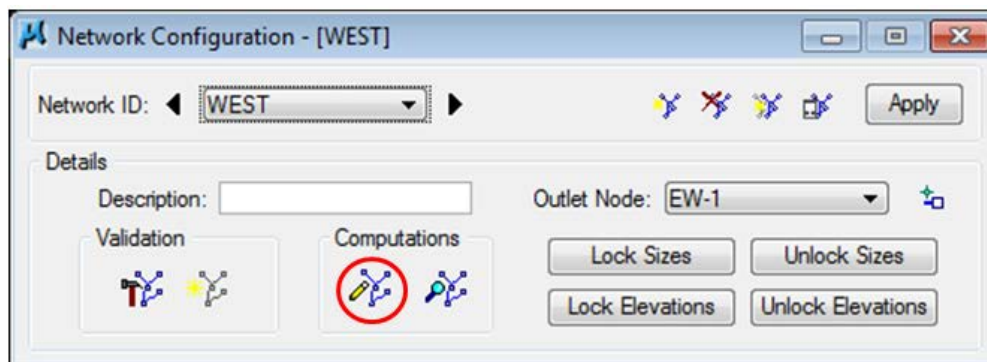 Network Configuration - [WEST]
Network ID: WEST Apply
Details
Description: Outlet Node: EW-1
Validation Computations
Lock Sizes Unlock Sizes
Lock Elevations Unlock Elevations